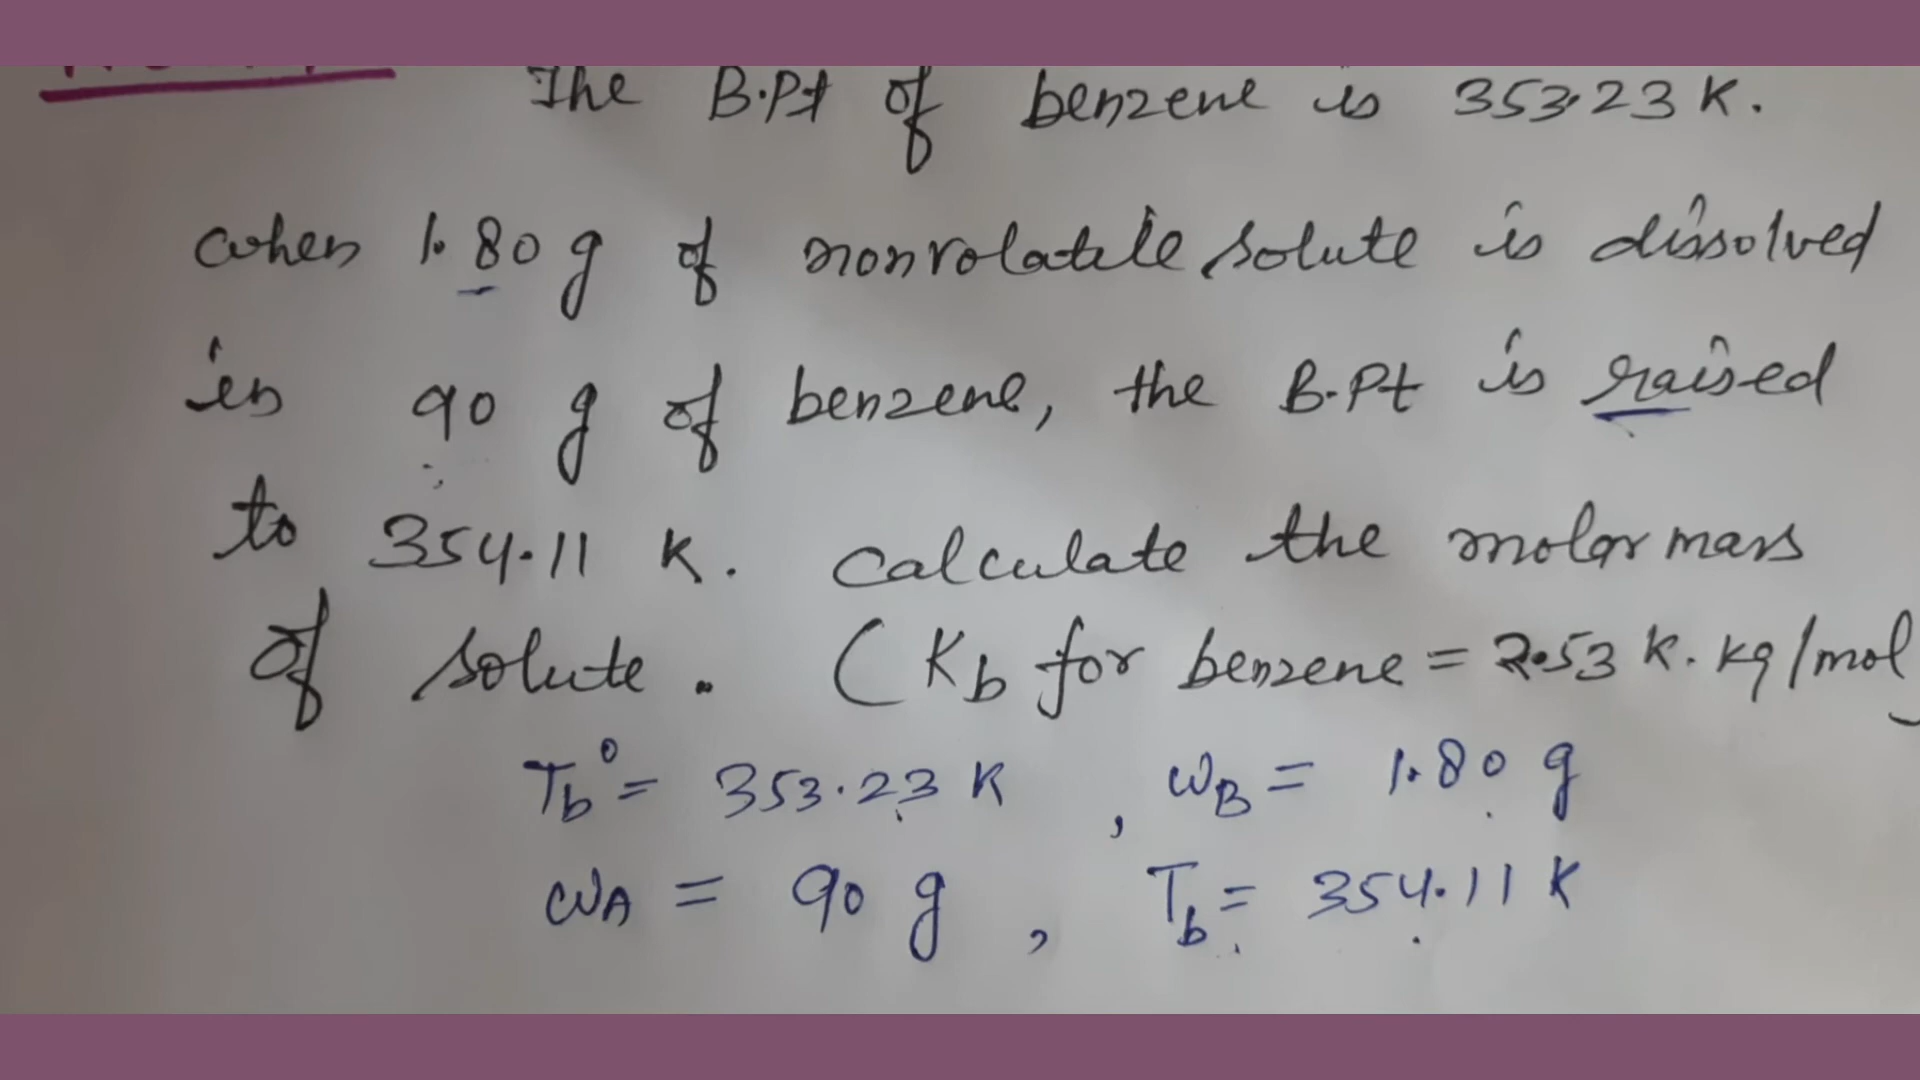 The B.Pt of benzene is 353.23 K.
when 1.80 g of nonvolatile solute is dissolved
in 90 g of benzene, the B.Pt is raised
to 354.11 K. Calculate the molar mass
of solute. (Kb for benzene = 2.53 K. kg/mol)
Tb° = 353.23 K , WB = 1.80 g
WA = 90 g , Tb = 354.11 K